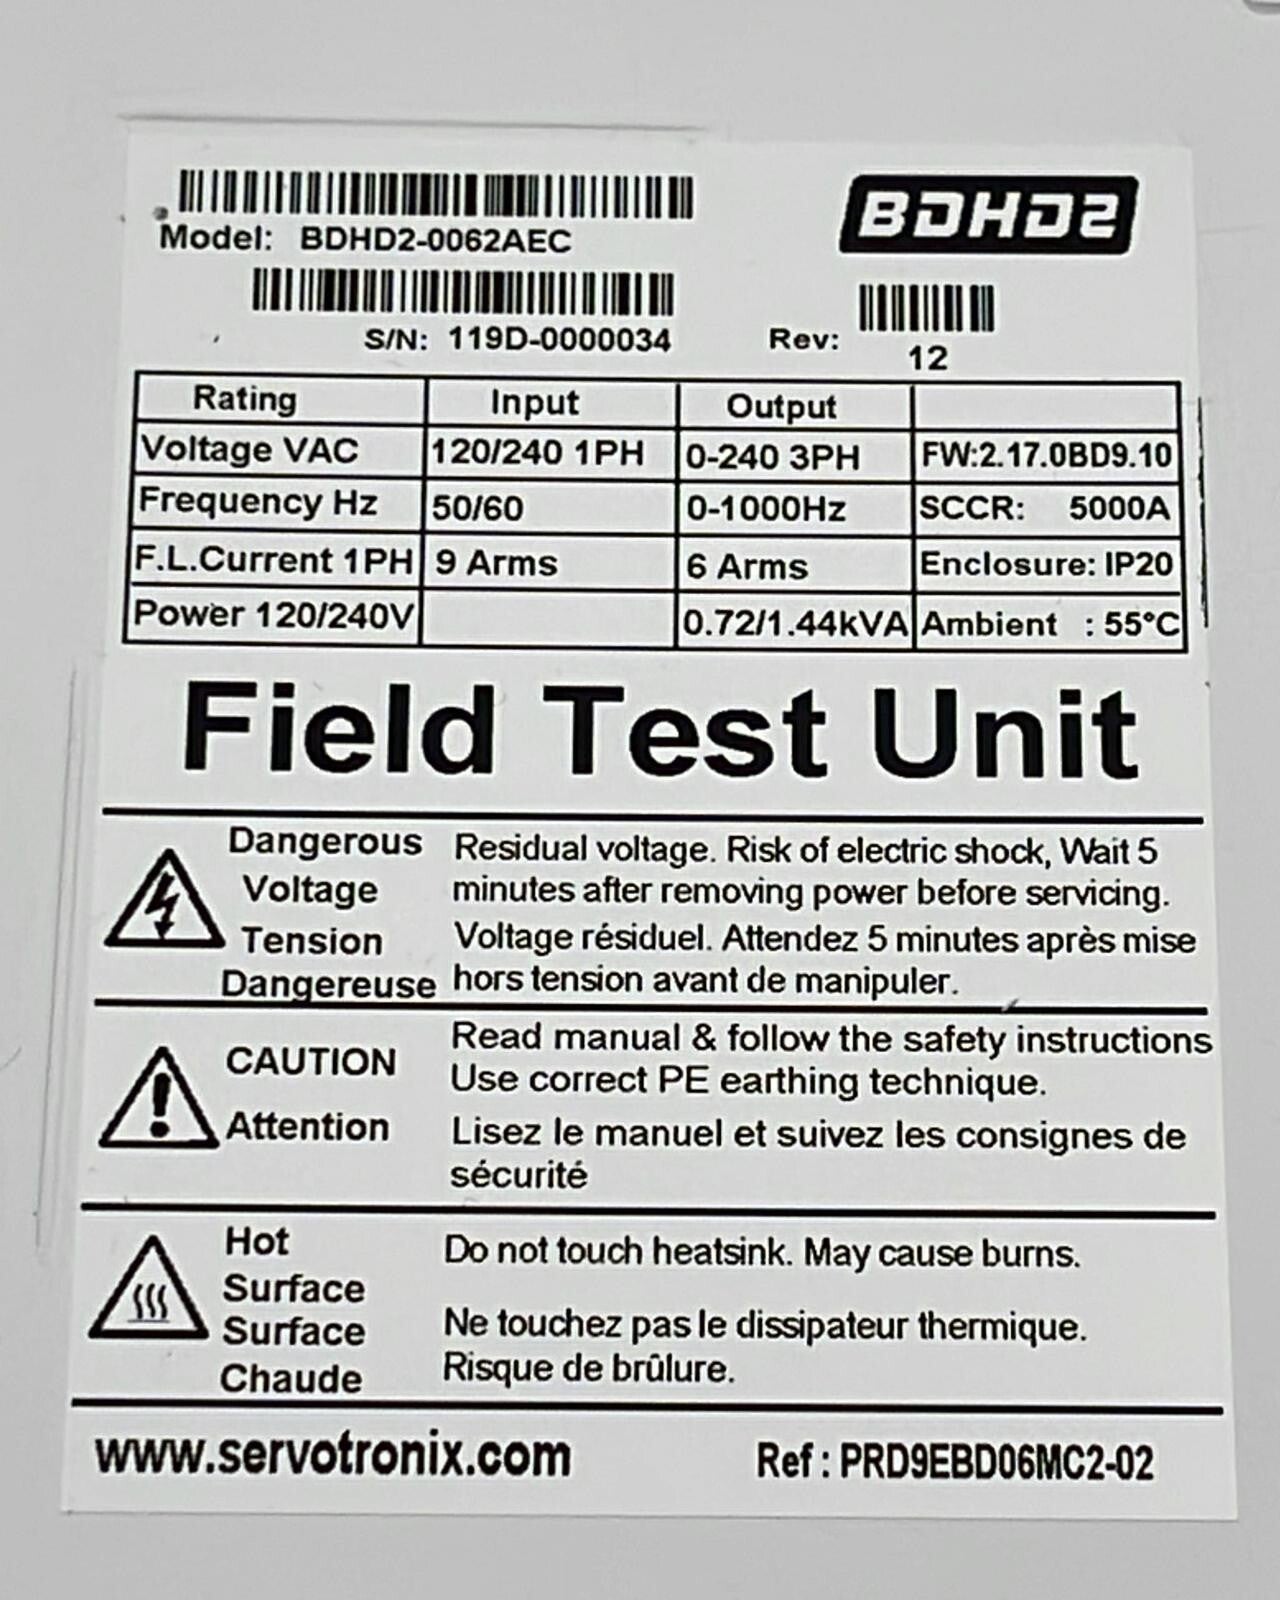 BDHD2
Model: BDHD2-0062AEC
S/N: 119D-0000034
Rev: 12
Rating Input Output
Voltage VAC 120/240 1PH 0-240 3PH FW:2.17.0BD9.10
Frequency Hz 50/60 0-1000Hz SCCR: 5000A
F.L.Current 1PH 9 Arms 6 Arms Enclosure: IP20
Power 120/240V 0.72/1.44kVA Ambient : 55°C
Field Test Unit
Dangerous
Voltage
Tension
Dangereuse
Residual voltage. Risk of electric shock, Wait 5
minutes after removing power before servicing.
Voltage résiduel. Attendez 5 minutes après mise
hors tension avant de manipuler.
CAUTION
Attention
Read manual & follow the safety instructions
Use correct PE earthing technique.
Lisez le manuel et suivez les consignes de
sécurité
Hot
Surface
Surface
Chaude
Do not touch heatsink. May cause burns.
Ne touchez pas le dissipateur thermique.
Risque de brûlure.
www.servotronix.com
Ref : PRD9EBD06MC2-02